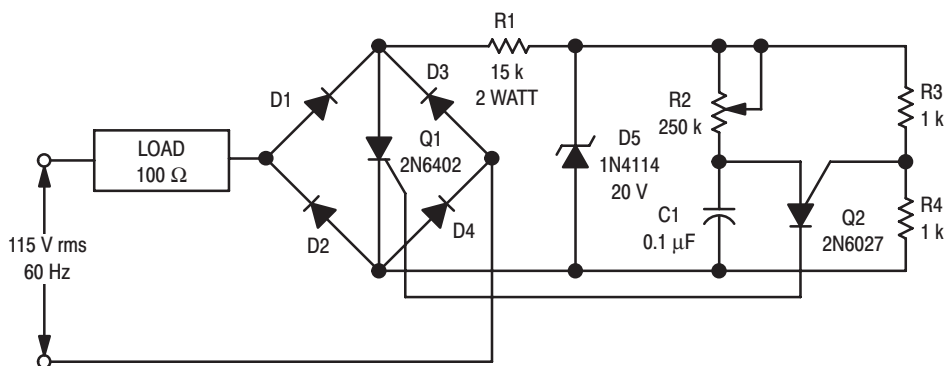 R1
15 k
2 WATT
D1
D3
Q1
2N6402
D2
D4
LOAD
100 Ω
115 V rms
60 Hz
D5
1N4114
20 V
R2
250 k
C1
0.1 μF
Q2
2N6027
R3
1 k
R4
1 k